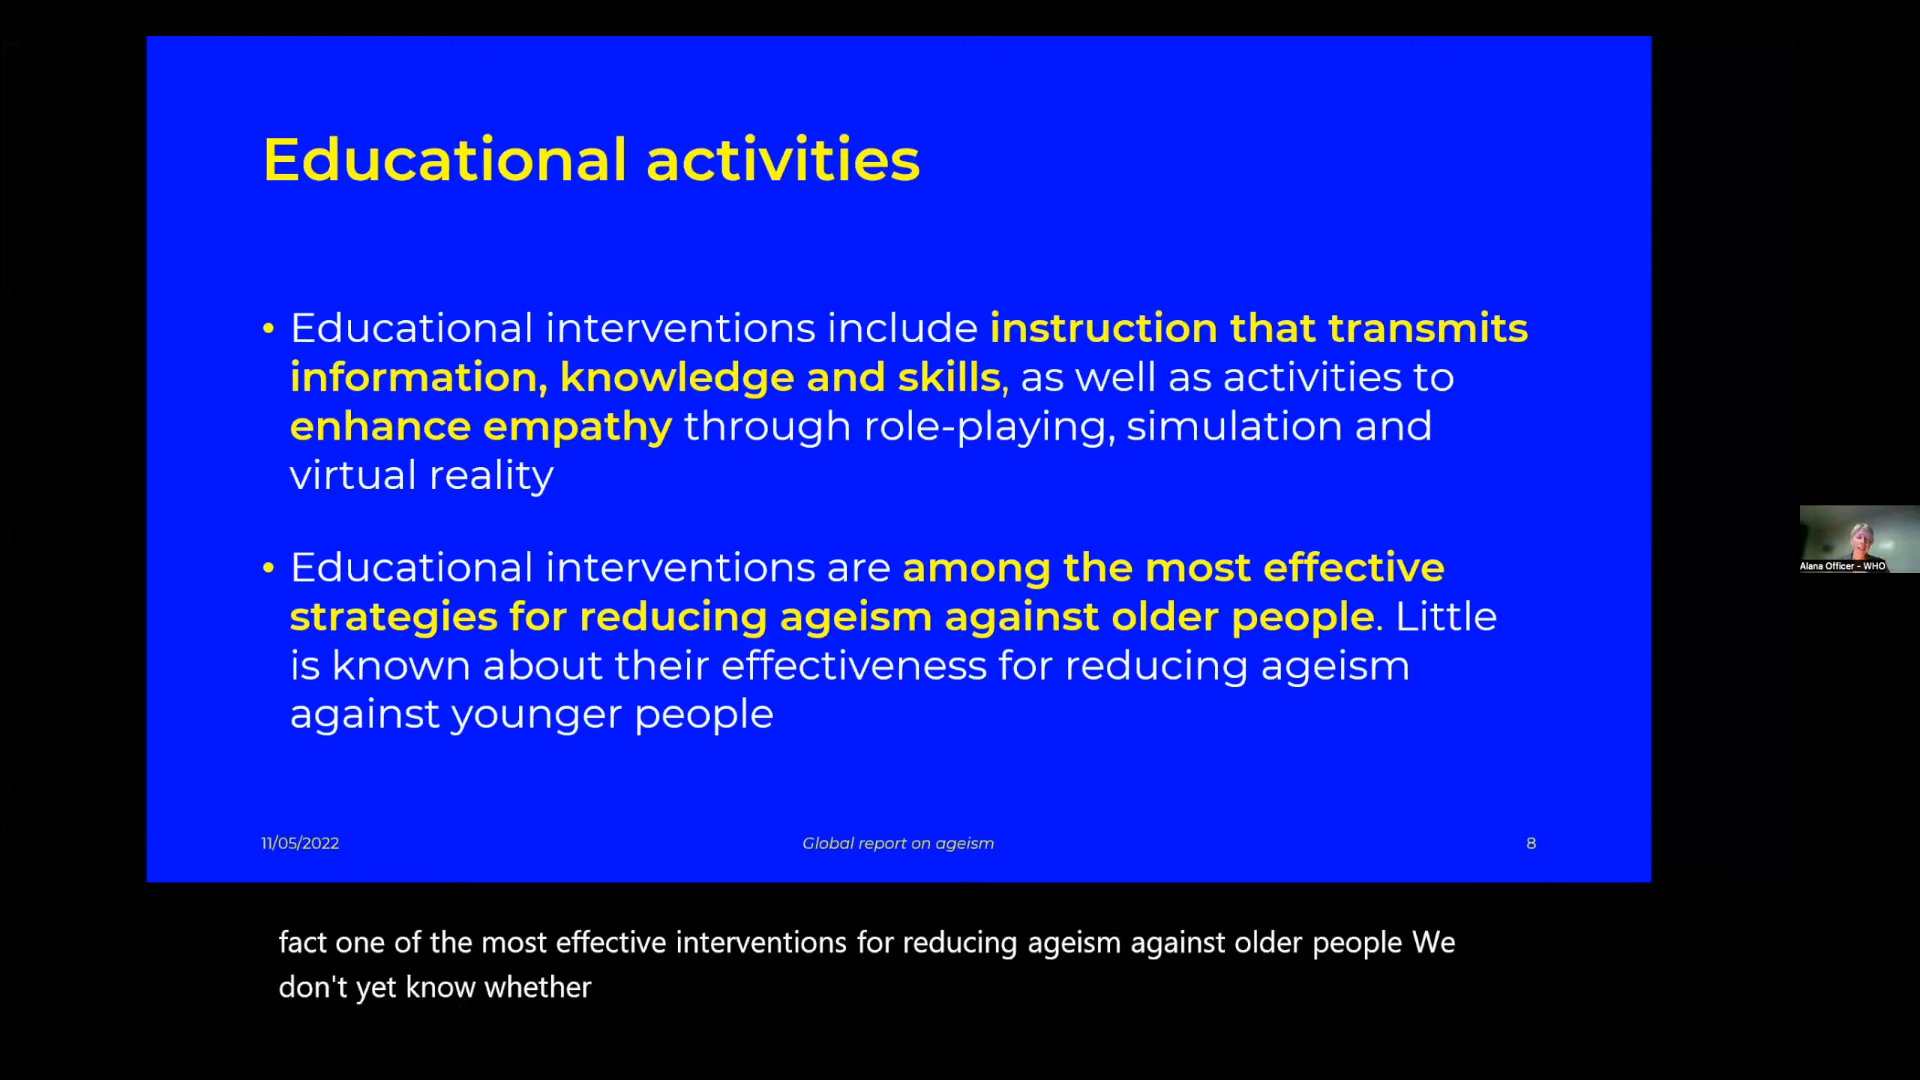 Educational activities
• Educational interventions include instruction that transmits
information, knowledge and skills, as well as activities to
enhance empathy through role-playing, simulation and
virtual reality
• Educational interventions are among the most effective
strategies for reducing ageism against older people. Little
is known about their effectiveness for reducing ageism
against younger people
11/05/2022
Global report on ageism
8
Alana Officer - WHO
fact one of the most effective interventions for reducing ageism against older people We
don't yet know whether